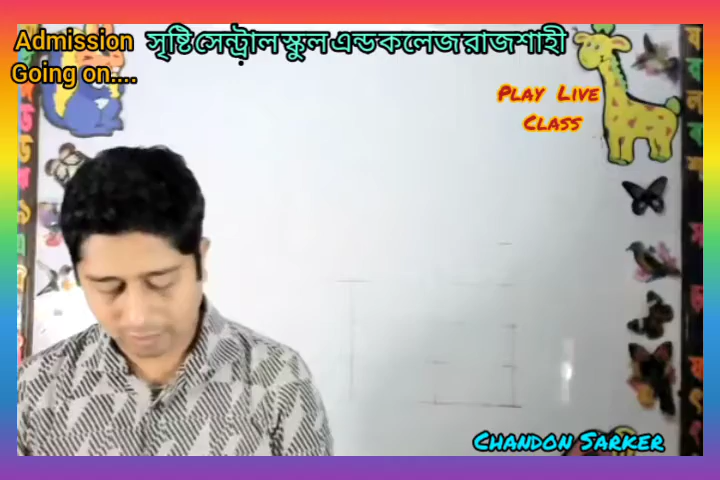 Admission
Going on....
সৃষ্টি সেন্ট্রাল স্কুল এন্ড কলেজ রাজশাহী
Play Live
Class
Chandon Sarker